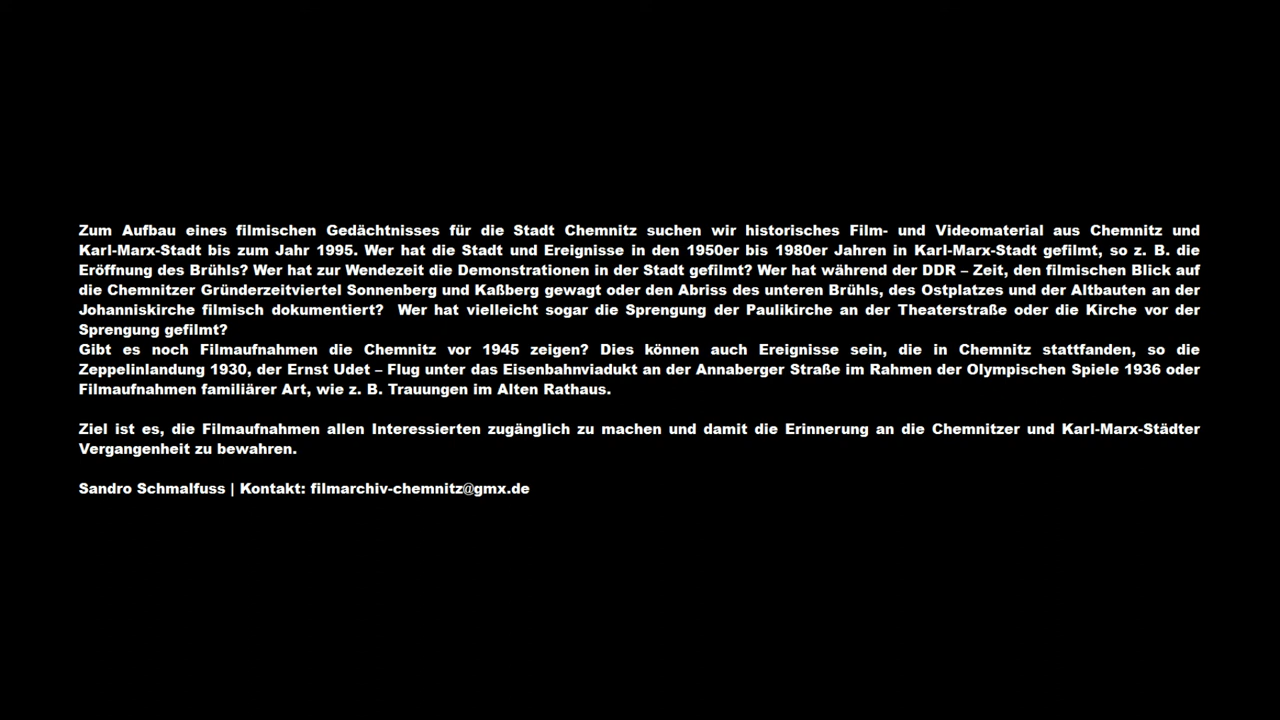 Zum Aufbau eines filmischen Gedächtnisses für die Stadt Chemnitz suchen wir historisches Film- und Videomaterial aus Chemnitz und
Karl-Marx-Stadt bis zum Jahr 1995. Wer hat die Stadt und Ereignisse in den 1950er bis 1980er Jahren in Karl-Marx-Stadt gefilmt, so z. B. die
Eröffnung des Brühls? Wer hat zur Wendezeit die Demonstrationen in der Stadt gefilmt? Wer hat während der DDR – Zeit, den filmischen Blick auf
die Chemnitzer Gründerzeitviertel Sonnenberg und Kaßberg gewagt oder den Abriss des unteren Brühls, des Ostplatzes und der Altbauten an der
Johanniskirche filmisch dokumentiert?  Wer hat vielleicht sogar die Sprengung der Paulikirche an der Theaterstraße oder die Kirche vor der
Sprengung gefilmt?
Gibt es noch Filmaufnahmen die Chemnitz vor 1945 zeigen? Dies können auch Ereignisse sein, die in Chemnitz stattfanden, so die
Zeppelinlandung 1930, der Ernst Udet – Flug unter das Eisenbahnviadukt an der Annaberger Straße im Rahmen der Olympischen Spiele 1936 oder
Filmaufnahmen familiärer Art, wie z. B. Trauungen im Alten Rathaus.
Ziel ist es, die Filmaufnahmen allen Interessierten zugänglich zu machen und damit die Erinnerung an die Chemnitzer und Karl-Marx-Städter
Vergangenheit zu bewahren.
Sandro Schmalfuss | Kontakt: filmarchiv-chemnitz@gmx.de